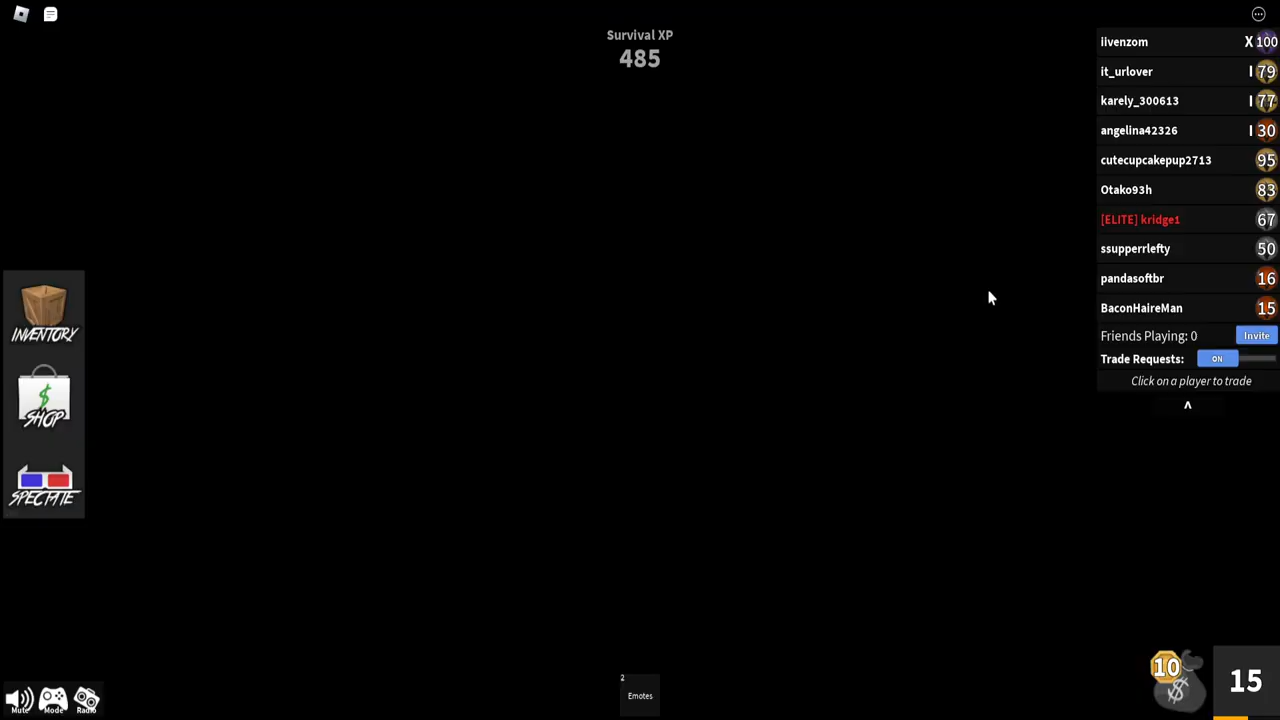 Survival XP
485
iivenzom X 100
it_urlover I 79
karely_300613 I 77
angelina42326 I 30
cutecupcakepup2713 95
Otako93h 83
[ELITE] kridge1 67
ssupperrlefty 50
pandasoftbr 16
BaconHaireMan 15
Friends Playing: 0 Invite
Trade Requests: ON
Click on a player to trade
INVENTORY
$
SHOP
SPECTATE
Mute Mode Radio
2
Emotes
10
$
15